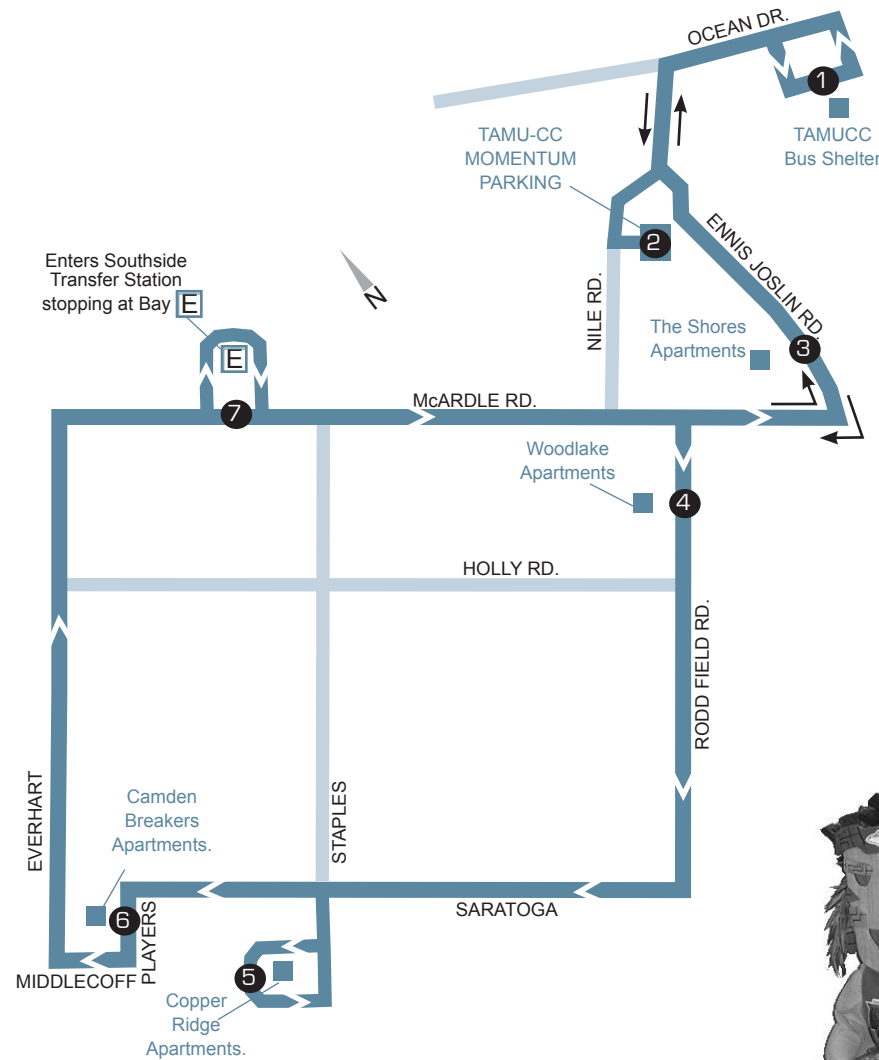 OCEAN DR.
1
TAMUCC
Bus Shelter
TAMU-CC
MOMENTUM
PARKING
2
ENNIS JOSLIN RD.
NILE RD.
3
The Shores
Apartments
N
Enters Southside
Transfer Station
stopping at Bay E
E
7
McARDLE RD.
Woodlake
Apartments
4
HOLLY RD.
RODD FIELD RD.
EVERHART
STAPLES
Camden
Breakers
Apartments.
6
PLAYERS
MIDDLECOFF
SARATOGA
5
Copper
Ridge
Apartments.